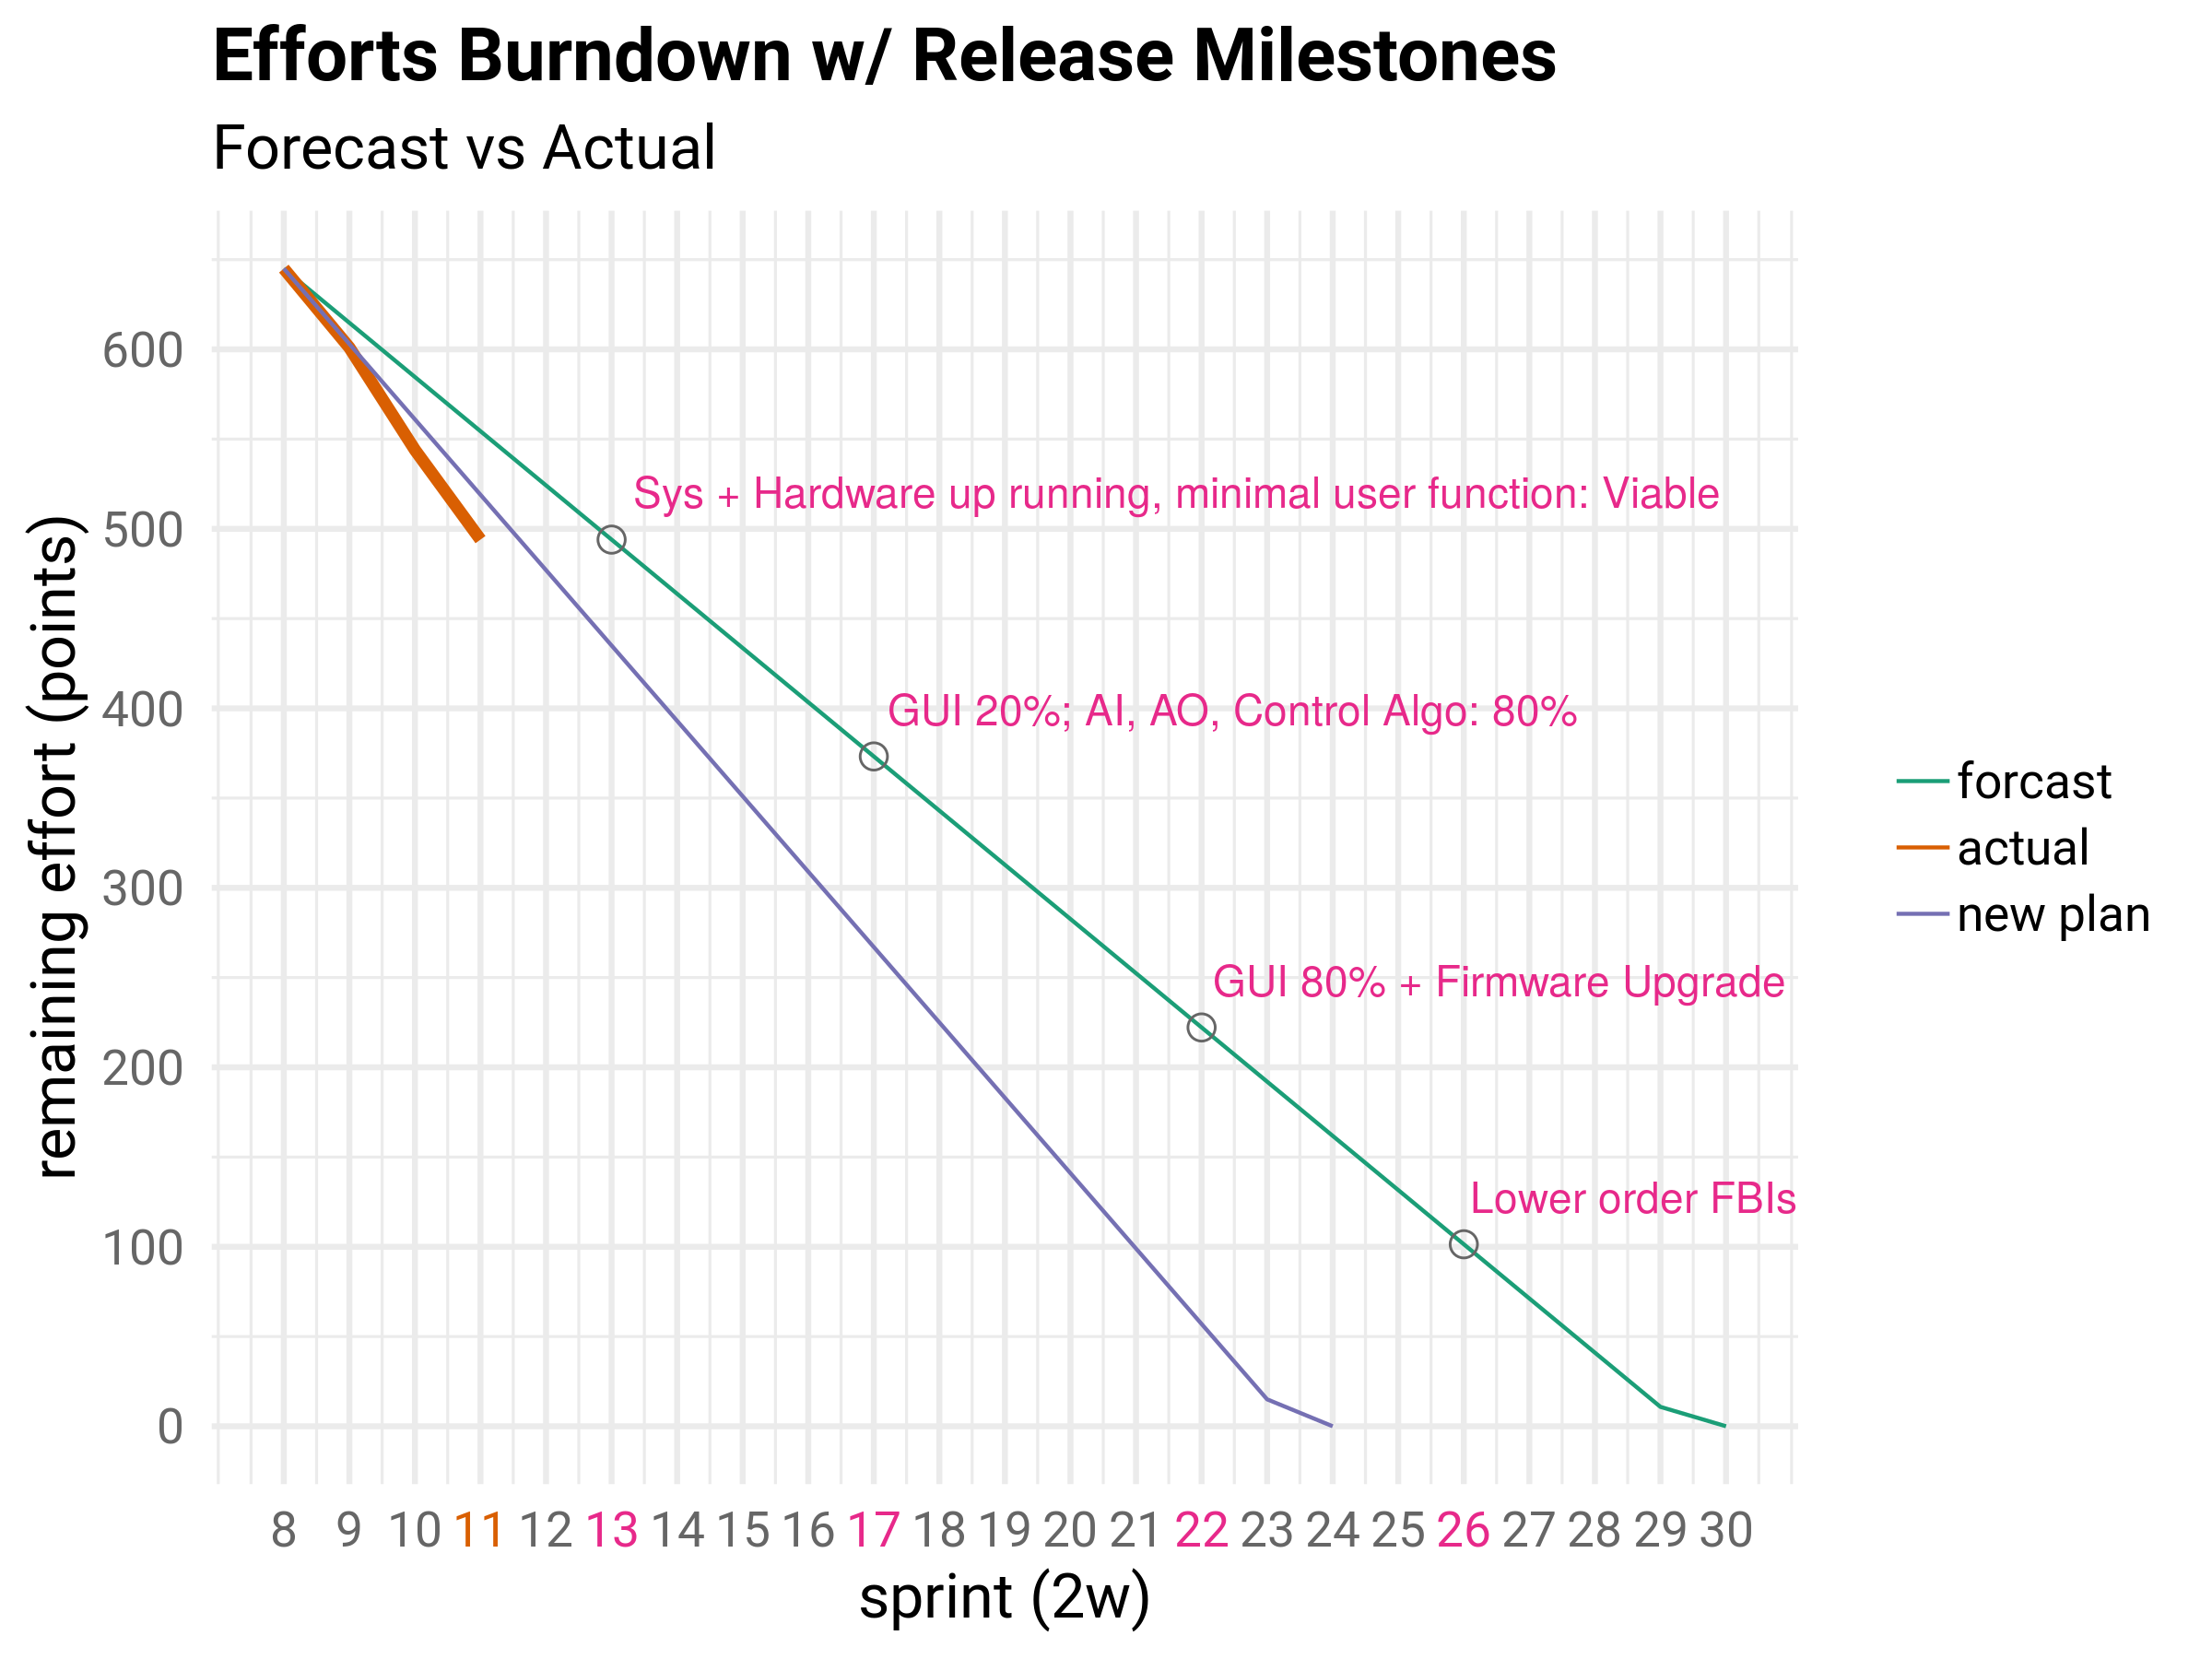 Efforts Burndown w/ Release Milestones
Forecast vs Actual
remaining effort (points)
600
500
400
300
200
100
0
Sys + Hardware up running, minimal user function: Viable
GUI 20%; AI, AO, Control Algo: 80%
GUI 80% + Firmware Upgrade
Lower order FBIs
forcast
actual
new plan
8 9 10 11 12 13 14 15 16 17 18 19 20 21 22 23 24 25 26 27 28 29 30
sprint (2w)